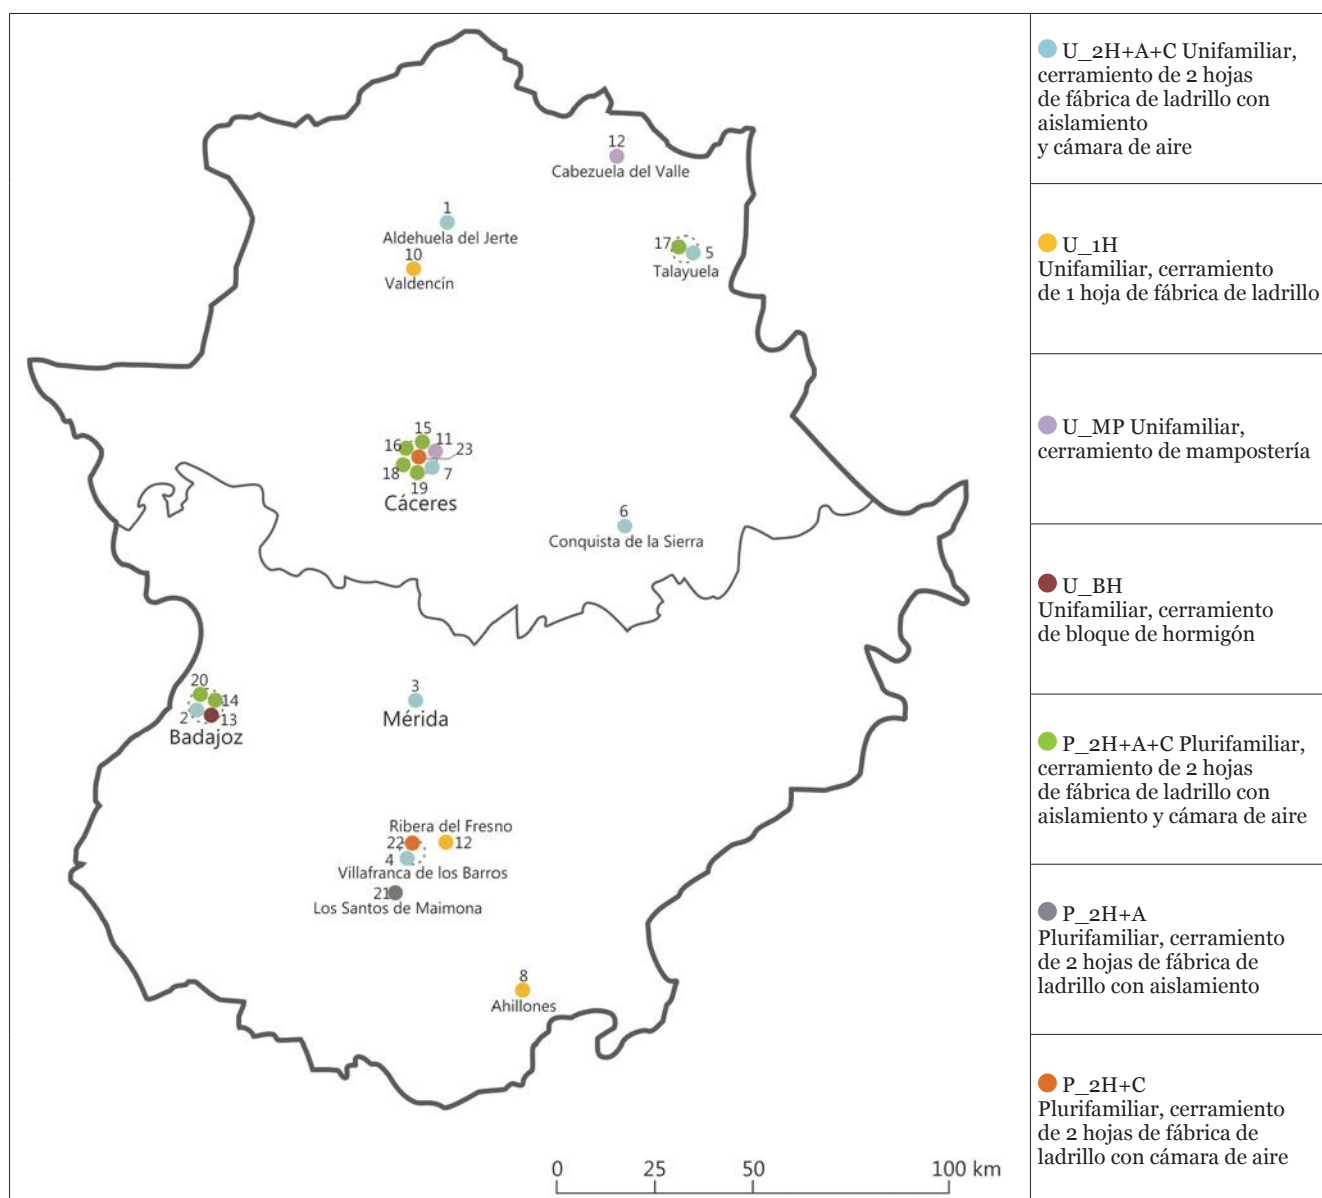 12
Cabezuela del Valle
1
Aldehuela del Jerte
10
Valdencín
17
5
Talayuela
15
16
11
23
18
7
19
Cáceres
6
Conquista de la Sierra
20
14
2
13
Badajoz
3
Mérida
Ribera del Fresno
22
12
4
Villafranca de los Barros
21
Los Santos de Maimona
8
Ahillones
0
25
50
100 km
U_2H+A+C Unifamiliar,
cerramiento de 2 hojas
de fábrica de ladrillo con
aislamiento
y cámara de aire
U_1H
Unifamiliar, cerramiento
de 1 hoja de fábrica de ladrillo
U_MP Unifamiliar,
cerramiento de mampostería
U_BH
Unifamiliar, cerramiento
de bloque de hormigón
P_2H+A+C Plurifamiliar,
cerramiento de 2 hojas
de fábrica de ladrillo con
aislamiento y cámara de aire
P_2H+A
Plurifamiliar, cerramiento
de 2 hojas de fábrica de
ladrillo con aislamiento
P_2H+C
Plurifamiliar, cerramiento
de 2 hojas de fábrica de
ladrillo con cámara de aire